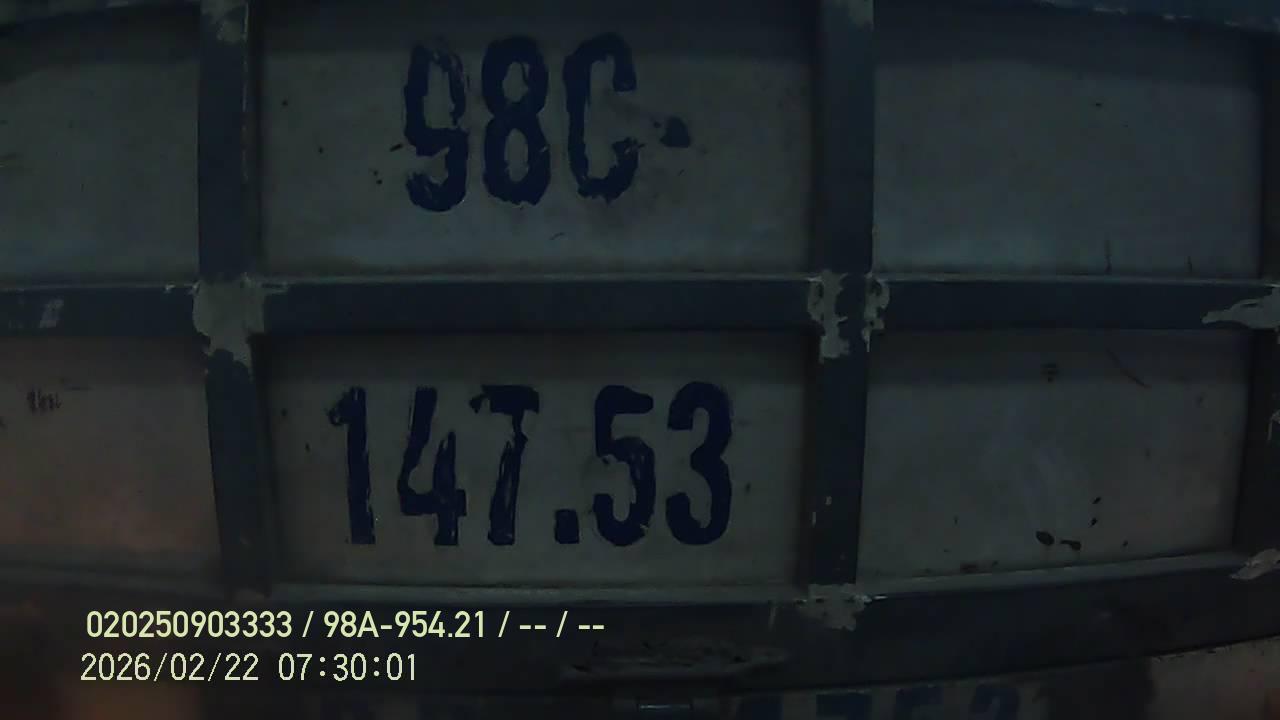 98C
147.53
020250903333 / 98A-954.21 / -- / --
2026/02/22 07:30:01